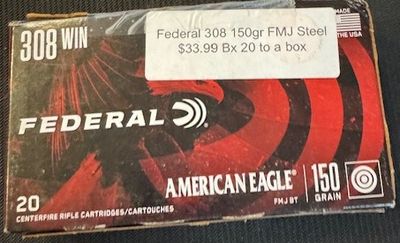 308 WIN
Federal 308 150gr FMJ Steel
$33.99 Bx 20 to a box
MADE
THE USA
FEDERAL
20
CENTERFIRE RIFLE CARTRIDGES/CARTOUCHES
AMERICAN EAGLE®
FMJ BT
150
GRAIN